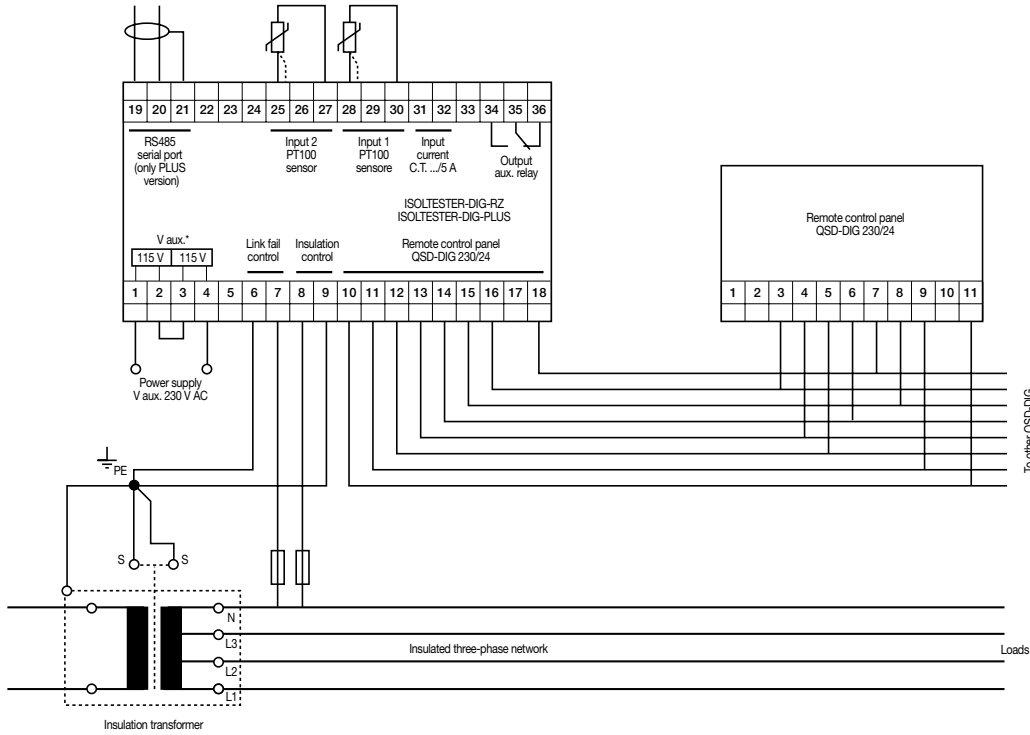 19 20 21 22 23 24 25 26 27 28 29 30 31 32 33 34 35 36
RS485
serial port
(only PLUS
version)
Input 2
PT100
sensor
Input 1
PT100
sensore
Input
current
C.T. .../5 A
Output
aux. relay
ISOLTESTER-DIG-RZ
ISOLTESTER-DIG-PLUS
V aux.*
115 V 115 V
Link fail
control
Insulation
control
Remote control panel
QSD-DIG 230/24
1 2 3 4 5 6 7 8 9 10 11 12 13 14 15 16 17 18
Power supply
V aux. 230 V AC
Remote control panel
QSD-DIG 230/24
1 2 3 4 5 6 7 8 9 10 11
To other QSD-DIG
PE
S S
N
L3
L2
L1
Insulated three-phase network
Loads
Insulation transformer